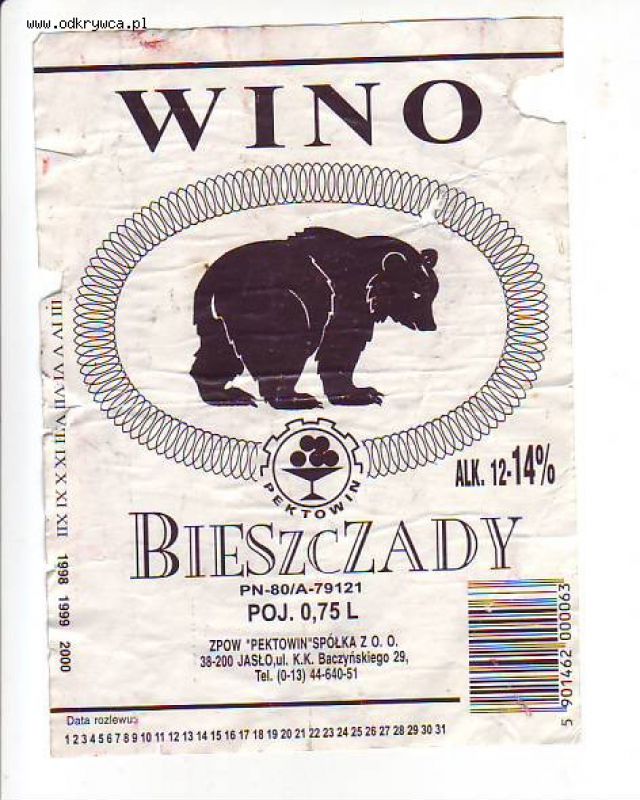 www.odkrywca.pl
WINO
PEKTOWIN
ALK. 12-14%
BIESZCZADY
PN-80/A-79121
POJ. 0,75 L
ZPOW "PEKTOWIN"SPÓŁKA Z O. O.
38-200 JASŁO,ul. K.K. Baczyńskiego 29,
Tel. (0-13) 44-640-51
5 901462 000063
III IV V VI VII VIII IX X XI XII 1998 1999 2000
Data rozlewu:
1 2 3 4 5 6 7 8 9 10 11 12 13 14 15 16 17 18 19 20 21 22 23 24 25 26 27 28 29 30 31